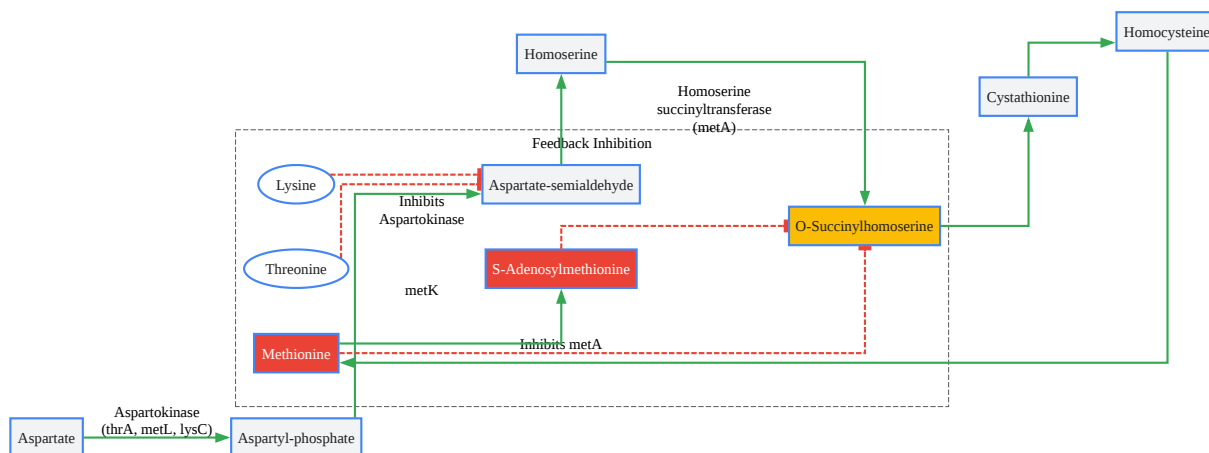 Homocysteine
Homoserine
Cystathionine
Homoserine
succinyltransferase
(metA)
Feedback Inhibition
Lysine
Aspartate-semialdehyde
Inhibits
Aspartokinase
O-Succinylhomoserine
Threonine
S-Adenosylmethionine
metK
Inhibits metA
Methionine
Aspartokinase
(thrA, metL, lysC)
Aspartate
Aspartyl-phosphate